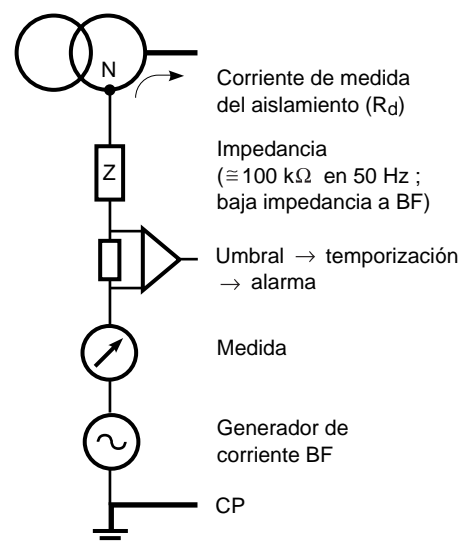 N
Corriente de medida
del aislamiento (Rd)
Z
Impedancia
(≅100 kΩ en 50 Hz ;
baja impedancia a BF)
Umbral → temporización
→ alarma
Medida
Generador de
corriente BF
CP